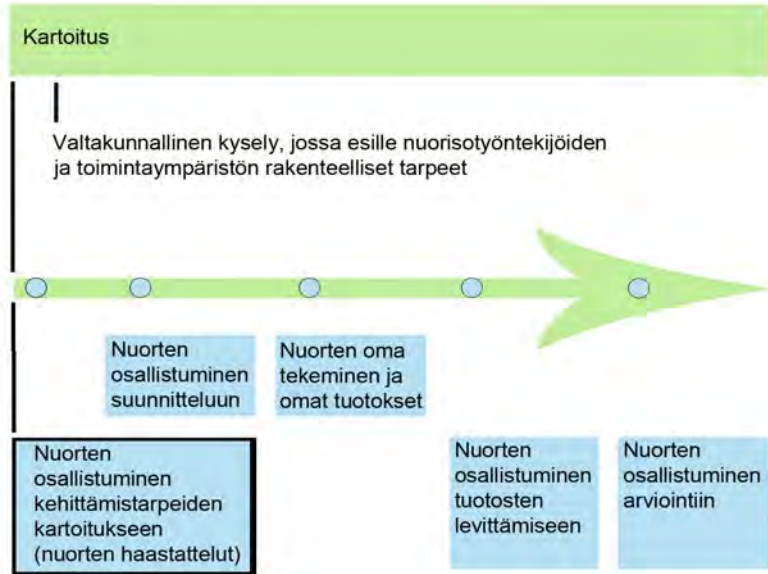 Kartoitus
Valtakunnallinen kysely, jossa esille nuorisotyöntekijöiden
ja toimintaympäristön rakenteelliset tarpeet
Nuorten
osallistuminen
suunnitteluun
Nuorten oma
tekeminen ja
omat tuotokset
Nuorten
osallistuminen
kehittämistarpeiden
kartoitukseen
(nuorten haastattelut)
Nuorten
osallistuminen
tuotosten
levittämiseen
Nuorten
osallistuminen
arviointiin